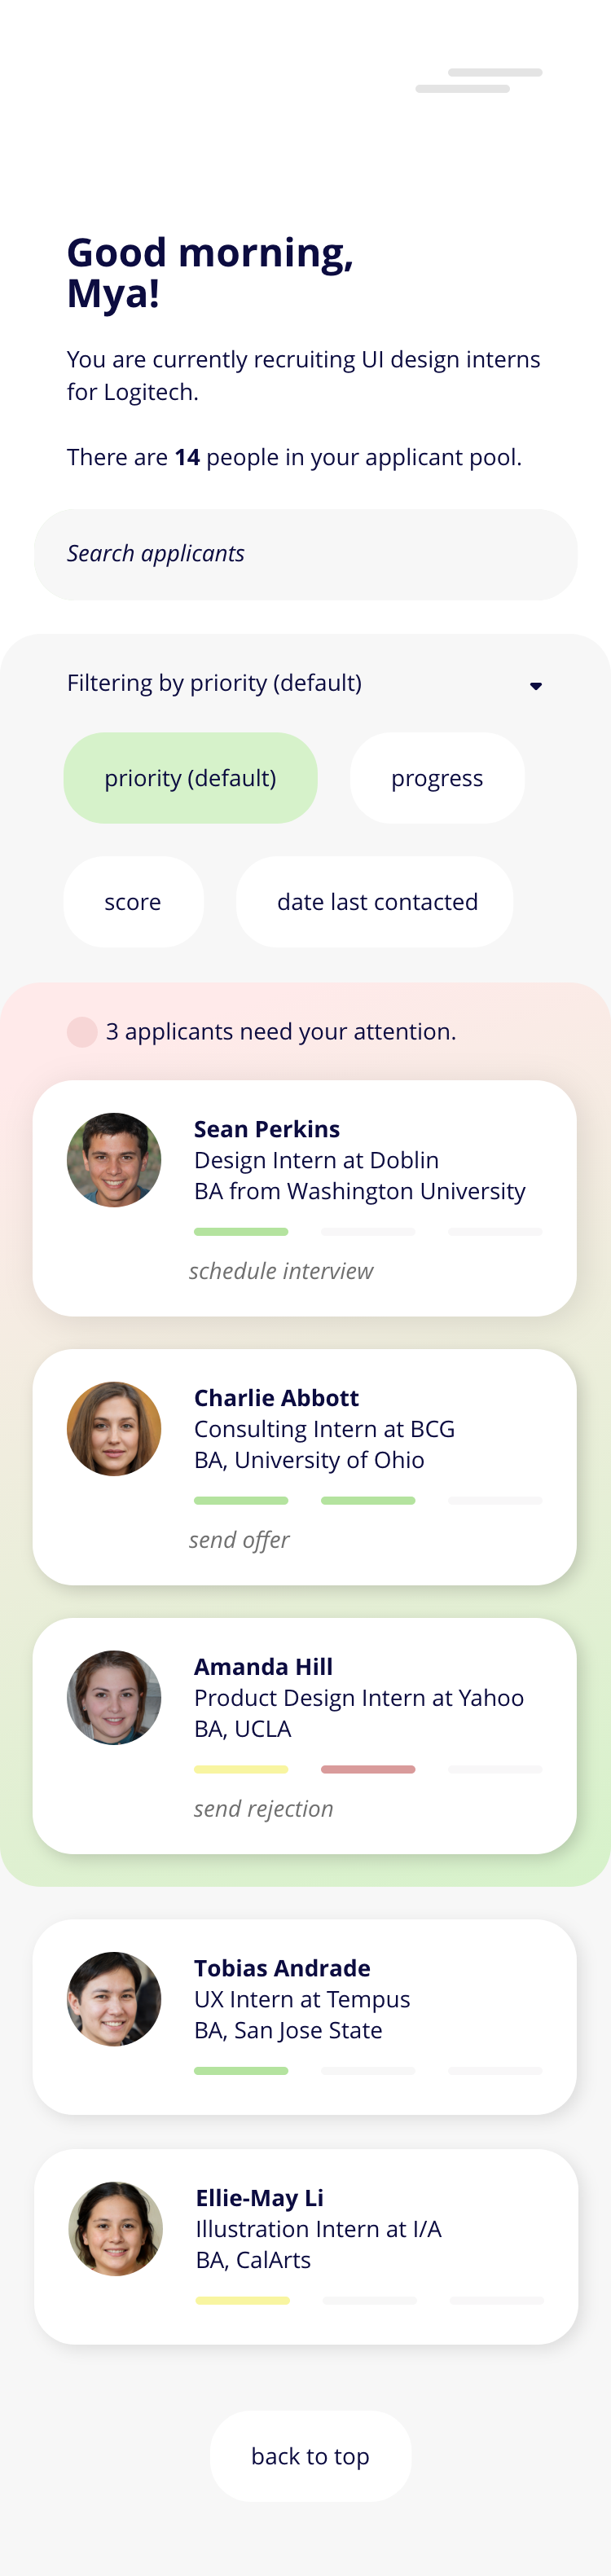 Good morning,
Mya!
You are currently recruiting UI design interns
for Logitech.
There are 14 people in your applicant pool.
Search applicants
Filtering by priority (default)
priority (default)
progress
score
date last contacted
3 applicants need your attention.
Sean Perkins
Design Intern at Doblin
BA from Washington University
schedule interview
Charlie Abbott
Consulting Intern at BCG
BA, University of Ohio
send offer
Amanda Hill
Product Design Intern at Yahoo
BA, UCLA
send rejection
Tobias Andrade
UX Intern at Tempus
BA, San Jose State
Ellie-May Li
Illustration Intern at I/A
BA, CalArts
back to top